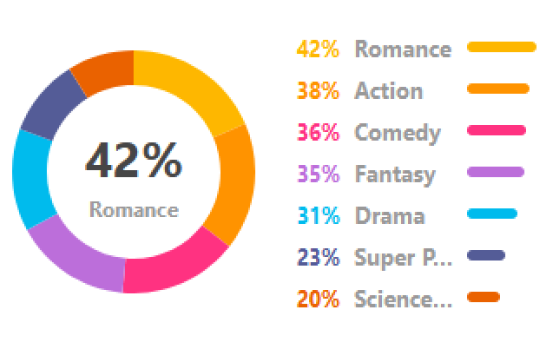 42%
Romance
42% Romance
38% Action
36% Comedy
35% Fantasy
31% Drama
23% Super P...
20% Science...